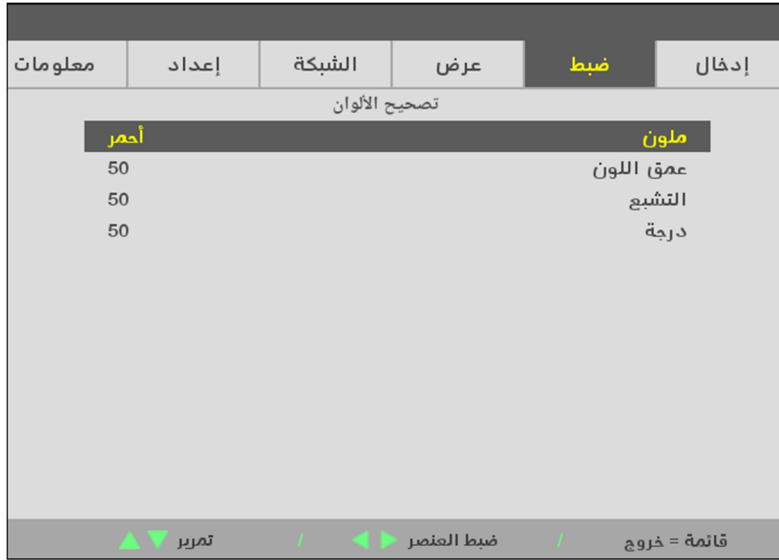 إدخال ضبط عرض الشبكة إعداد معلومات
تصحيح الألوان
ملون أحمر
عمق اللون 50
التشبع 50
درجة 50
قائمة = خروج / ضبط العنصر / تمرير